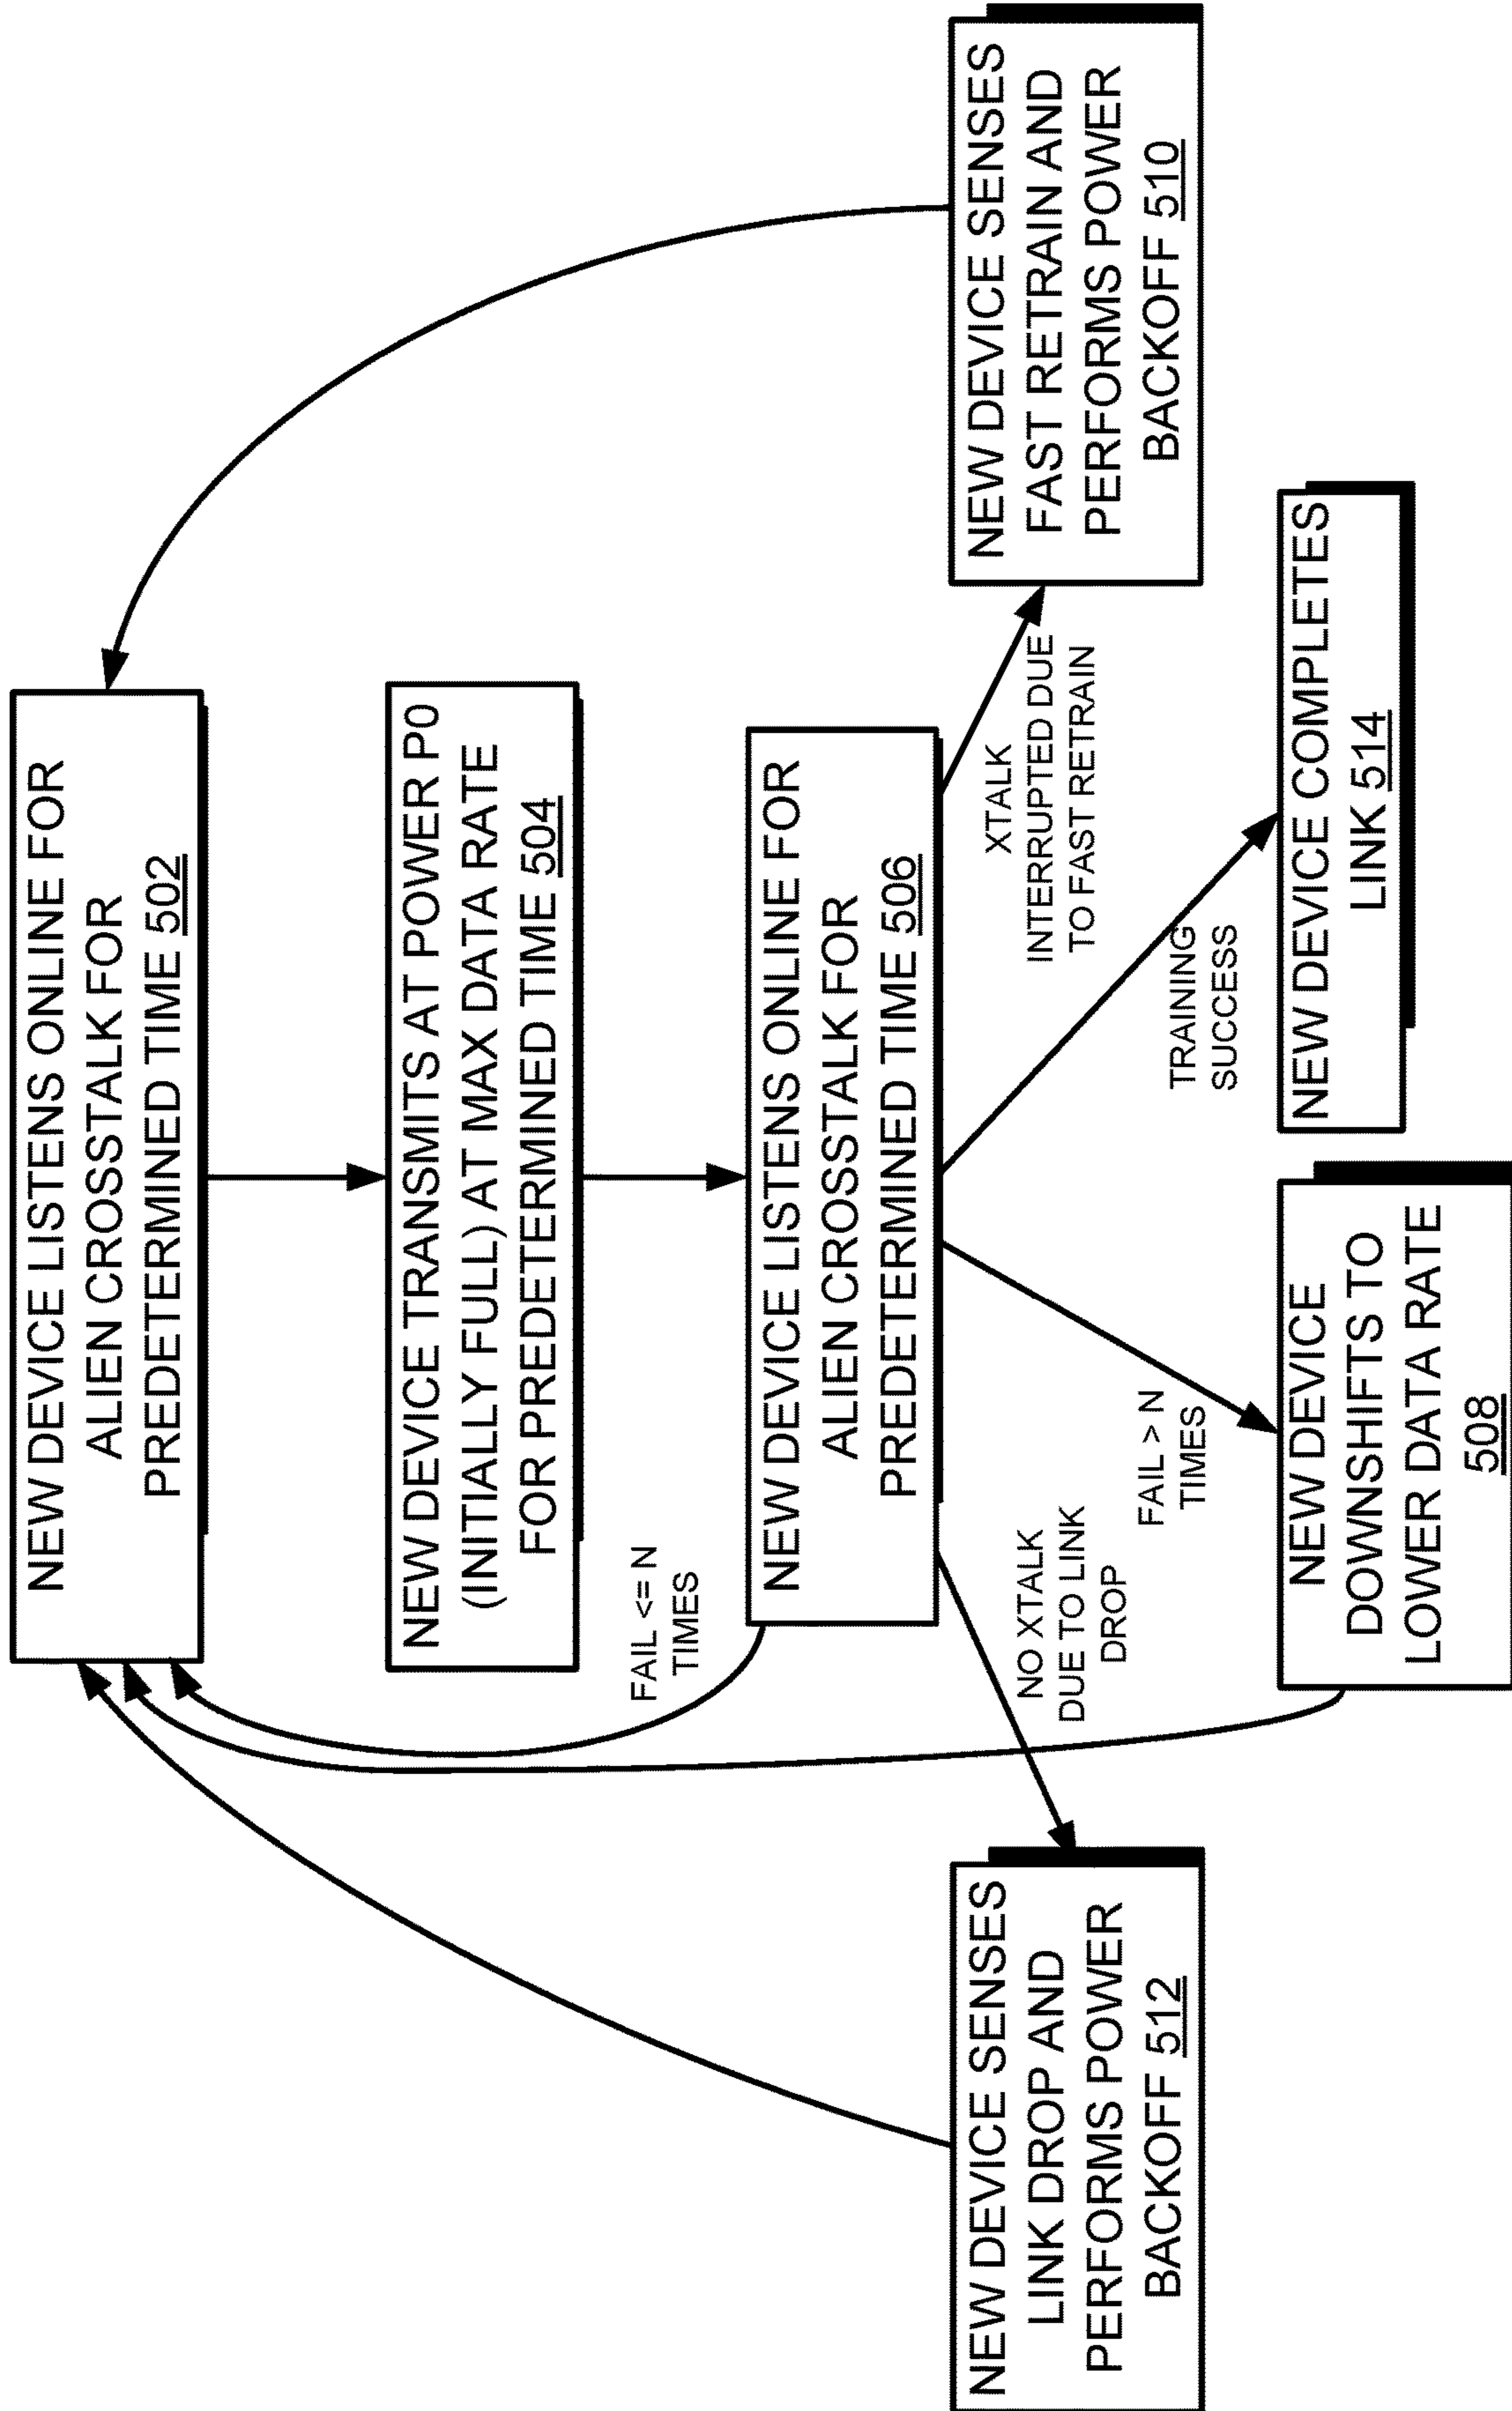 NEW DEVICE LISTENS ONLINE FOR
ALIEN CROSSTALK FOR
PREDETERMINED TIME 502
NEW DEVICE TRANSMITS AT POWER P0
(INITIALLY FULL) AT MAX DATA RATE
FOR PREDETERMINED TIME 504
FAIL <= N
TIMES
NEW DEVICE LISTENS ONLINE FOR
ALIEN CROSSTALK FOR
PREDETERMINED TIME 506
NO XTALK
DUE TO LINK
DROP
FAIL > N
TIMES
TRAINING
SUCCESS
XTALK
INTERRUPTED DUE
TO FAST RETRAIN
NEW DEVICE SENSES
LINK DROP AND
PERFORMS POWER
BACKOFF 512
NEW DEVICE
DOWNSHIFTS TO
LOWER DATA RATE
508
NEW DEVICE COMPLETES
LINK 514
NEW DEVICE SENSES
FAST RETRAIN AND
PERFORMS POWER
BACKOFF 510